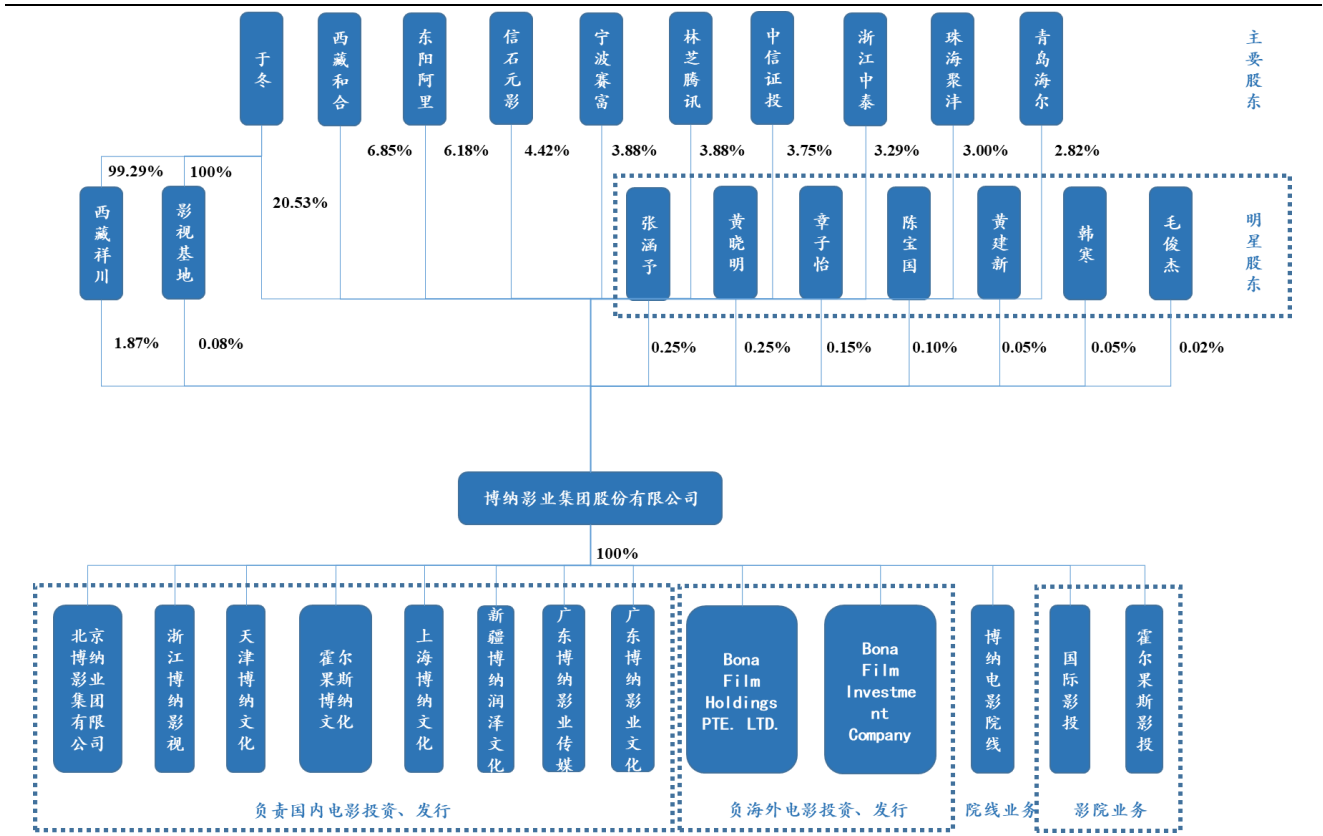 于冬
西藏和合
东阳阿里
信石元影
宁波赛富
林芝腾讯
中信证投
浙江中泰
珠海聚沣
青岛海尔
主要股东
6.85%
6.18%
4.42%
3.88%
3.88%
3.75%
3.29%
3.00%
2.82%
99.29%
100%
20.53%
西藏祥川
影视基地
张涵予
黄晓明
章子怡
陈宝国
黄建新
韩寒
毛俊杰
明星股东
1.87%
0.08%
0.25%
0.25%
0.15%
0.10%
0.05%
0.05%
0.02%
博纳影业集团股份有限公司
100%
北京
博纳
影业
集团
有限
公司
浙江博纳影视
天津博纳文化
霍尔
果斯
博纳
文化
上海博纳文化
新疆博纳润泽文化
广东博纳影业传媒
广东博纳影业文化
Bona
Film
Holdings
PTE. LTD.
Bona
Film
Investme
nt
Company
博纳电影院线
国际影投
霍尔果斯影投
负责国内电影投资、发行
负海外电影投资、发行
院线业务
影院业务